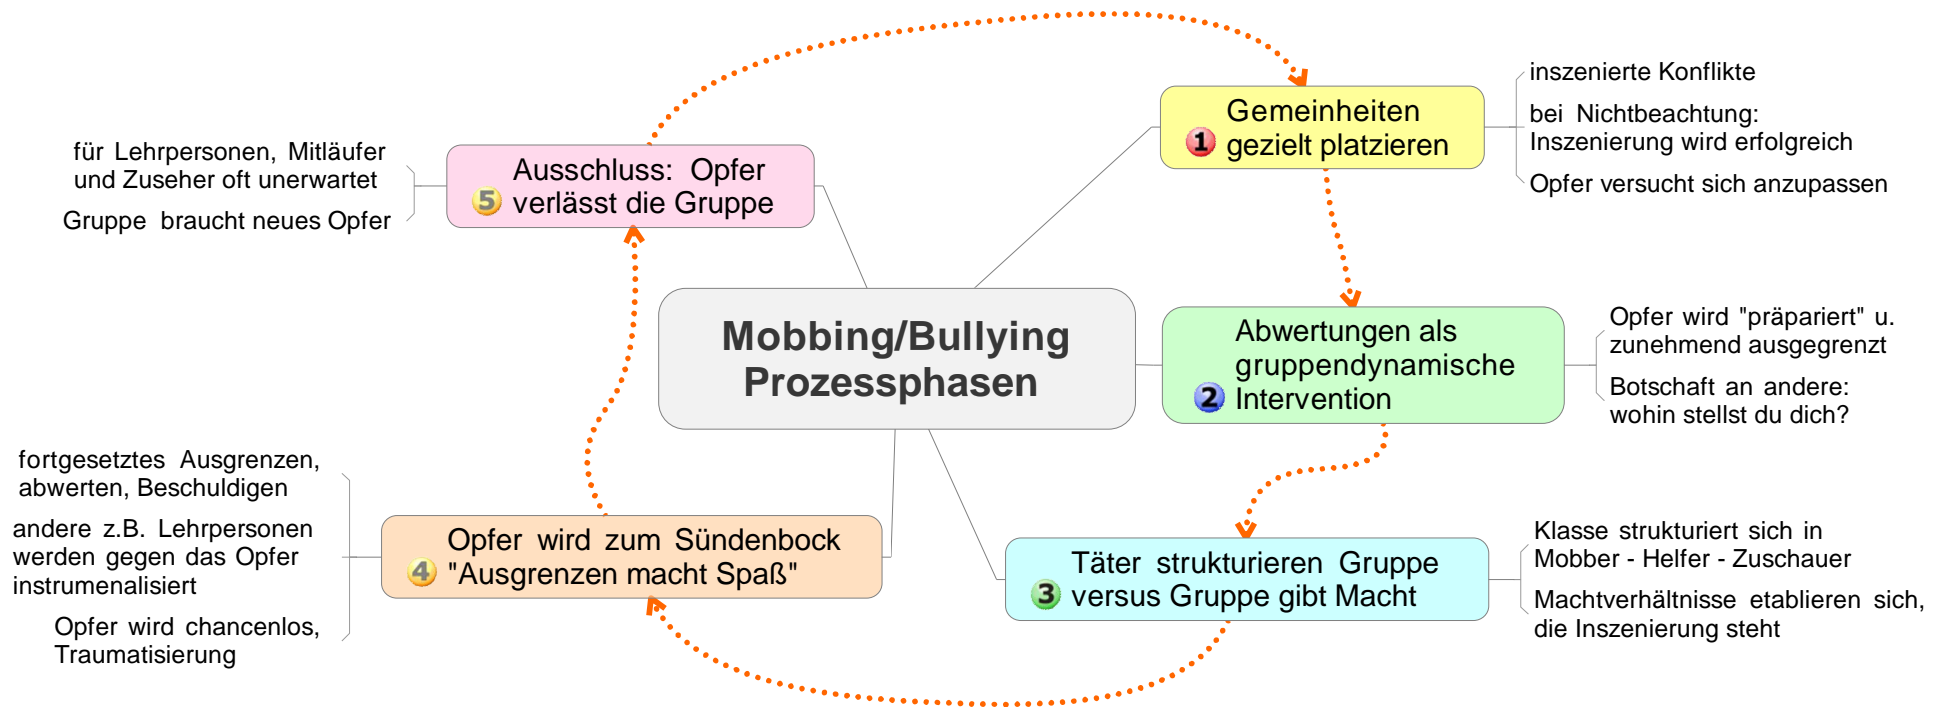 Mobbing/Bullying
Prozessphasen
1
Gemeinheiten
gezielt platzieren
inszenierte Konflikte
bei Nichtbeachtung:
Inszenierung wird erfolgreich
Opfer versucht sich anzupassen
2
Abwertungen als
gruppendynamische
Intervention
Opfer wird "präpariert" u.
zunehmend ausgegrenzt
Botschaft an andere:
wohin stellst du dich?
3
Täter strukturieren Gruppe
versus Gruppe gibt Macht
Klasse strukturiert sich in
Mobber - Helfer - Zuschauer
Machtverhältnisse etablieren sich,
die Inszenierung steht
4
Opfer wird zum Sündenbock
"Ausgrenzen macht Spaß"
fortgesetztes Ausgrenzen,
abwerten, Beschuldigen
andere z.B. Lehrpersonen
werden gegen das Opfer
instrumenalisiert
Opfer wird chancenlos,
Traumatisierung
5
Ausschluss: Opfer
verlässt die Gruppe
für Lehrpersonen, Mitläufer
und Zuseher oft unerwartet
Gruppe braucht neues Opfer